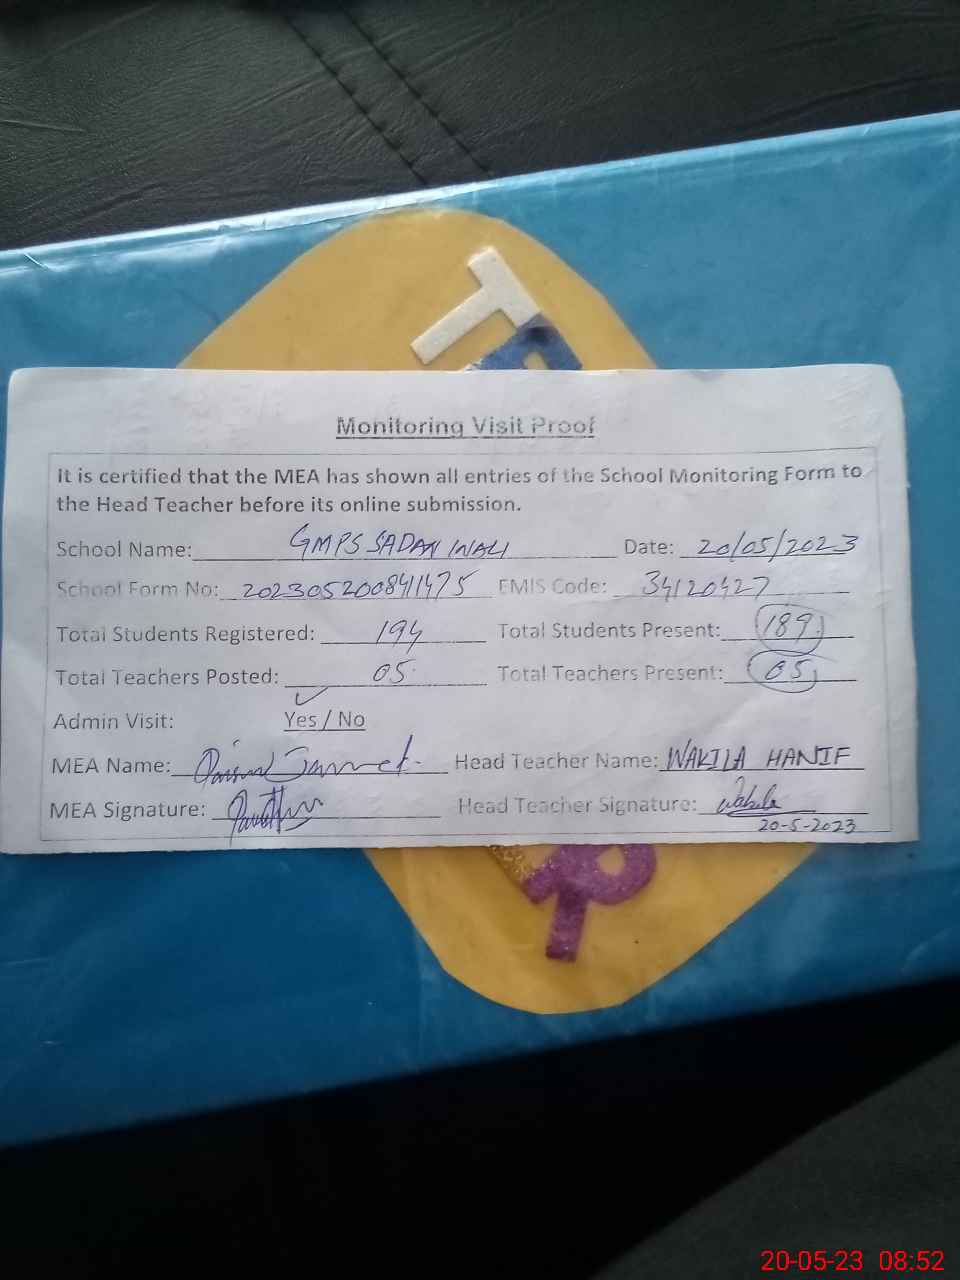 T
Monitoring Visit Proof
It is certified that the MEA has shown all entries of the School Monitoring Form to
the Head Teacher before its online submission.
School Name: GMPS SADAN WALI Date: 20/05/2023
School Form No: 2023052008411475 EMIS Code: 34120427
Total Students Registered: 194 Total Students Present: 189
Total Teachers Posted: 05 Total Teachers Present: 05
Admin Visit: Yes / No
MEA Name: Head Teacher Name: WAKILA HANIF
MEA Signature: Head Teacher Signature: Wakila
20-5-2023
R
20-05-23 08:52